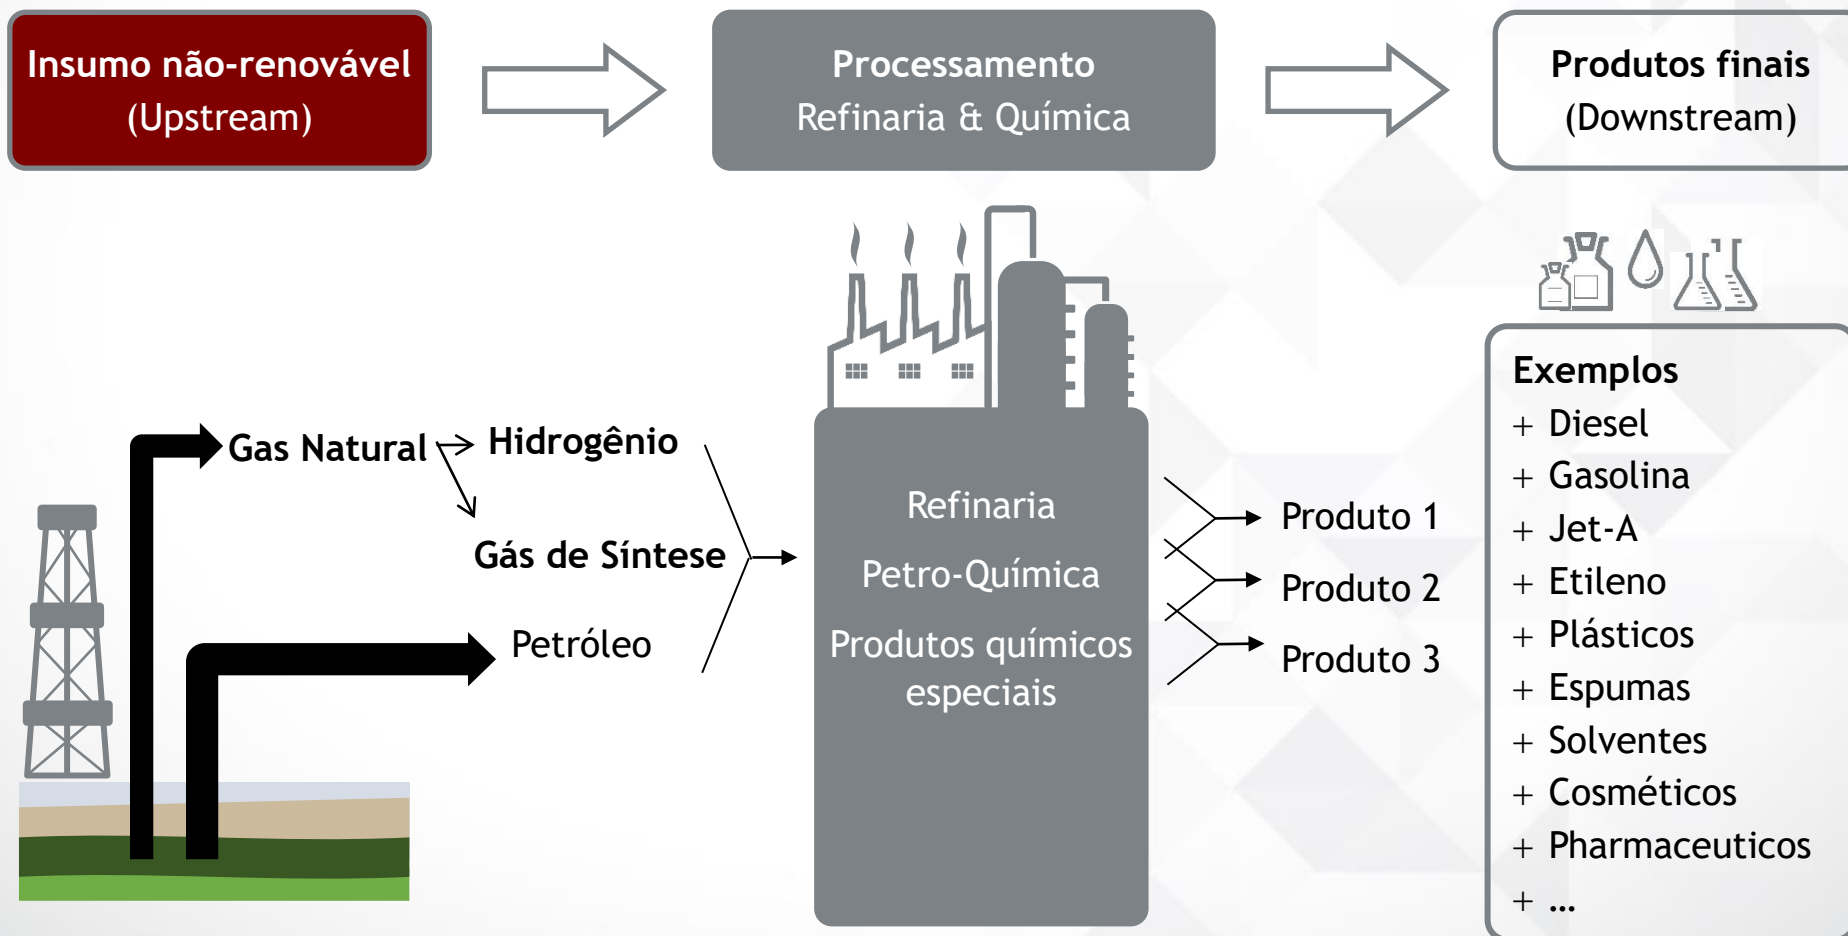 Insumo não-renovável
(Upstream)
Processamento
Refinaria & Química
Produtos finais
(Downstream)
Gas Natural
Hidrogênio
Gás de Síntese
Petróleo
Refinaria
Petro-Química
Produtos químicos
especiais
Produto 1
Produto 2
Produto 3
Exemplos
+ Diesel
+ Gasolina
+ Jet-A
+ Etileno
+ Plásticos
+ Espumas
+ Solventes
+ Cosméticos
+ Pharmaceuticos
+ ...